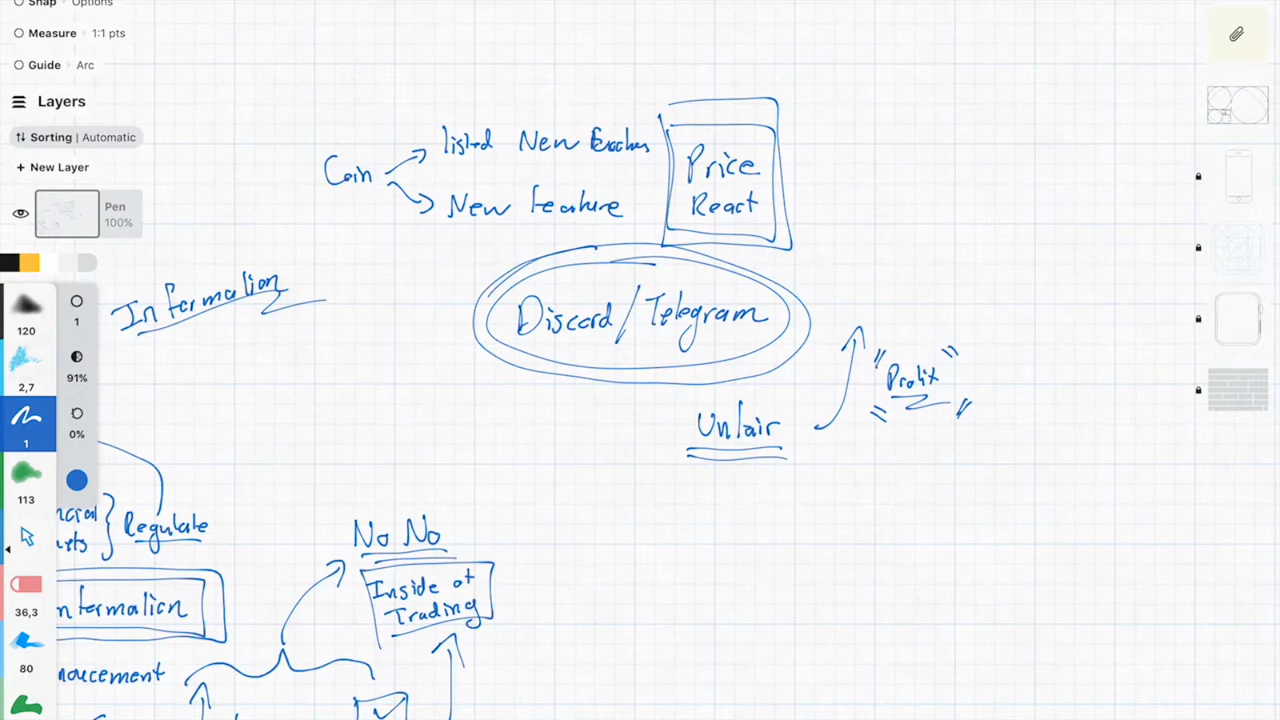 Snap Options
Measure 1:1 pts
Guide Arc
Layers
Sorting | Automatic
+ New Layer
Pen
100%
120
1
2,7
91%
1
0%
113
36,3
80
Coin
listed New
New Feature
Price
React
Information
Discord / Telegram
"Profit"
Unfair
Regulate
No No
Inside of
Trading
nformation
noucement